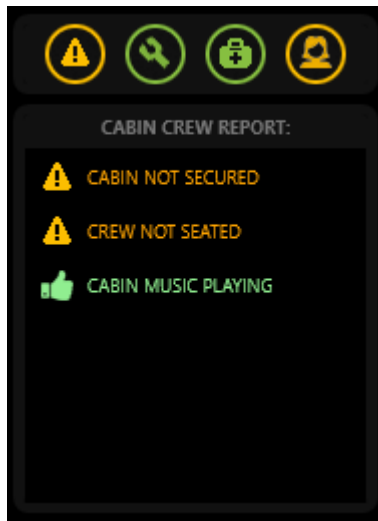 CABIN CREW REPORT:
CABIN NOT SECURED
CREW NOT SEATED
CABIN MUSIC PLAYING